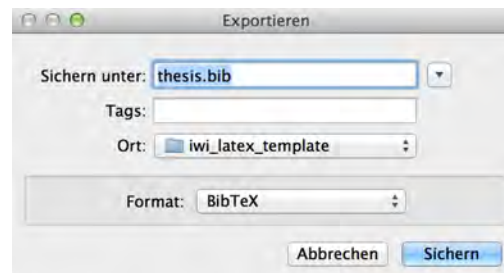 Exportieren
Sichern unter: thesis.bib
Tags:
Ort: iwi_latex_template
Format: BibTeX
Abbrechen Sichern